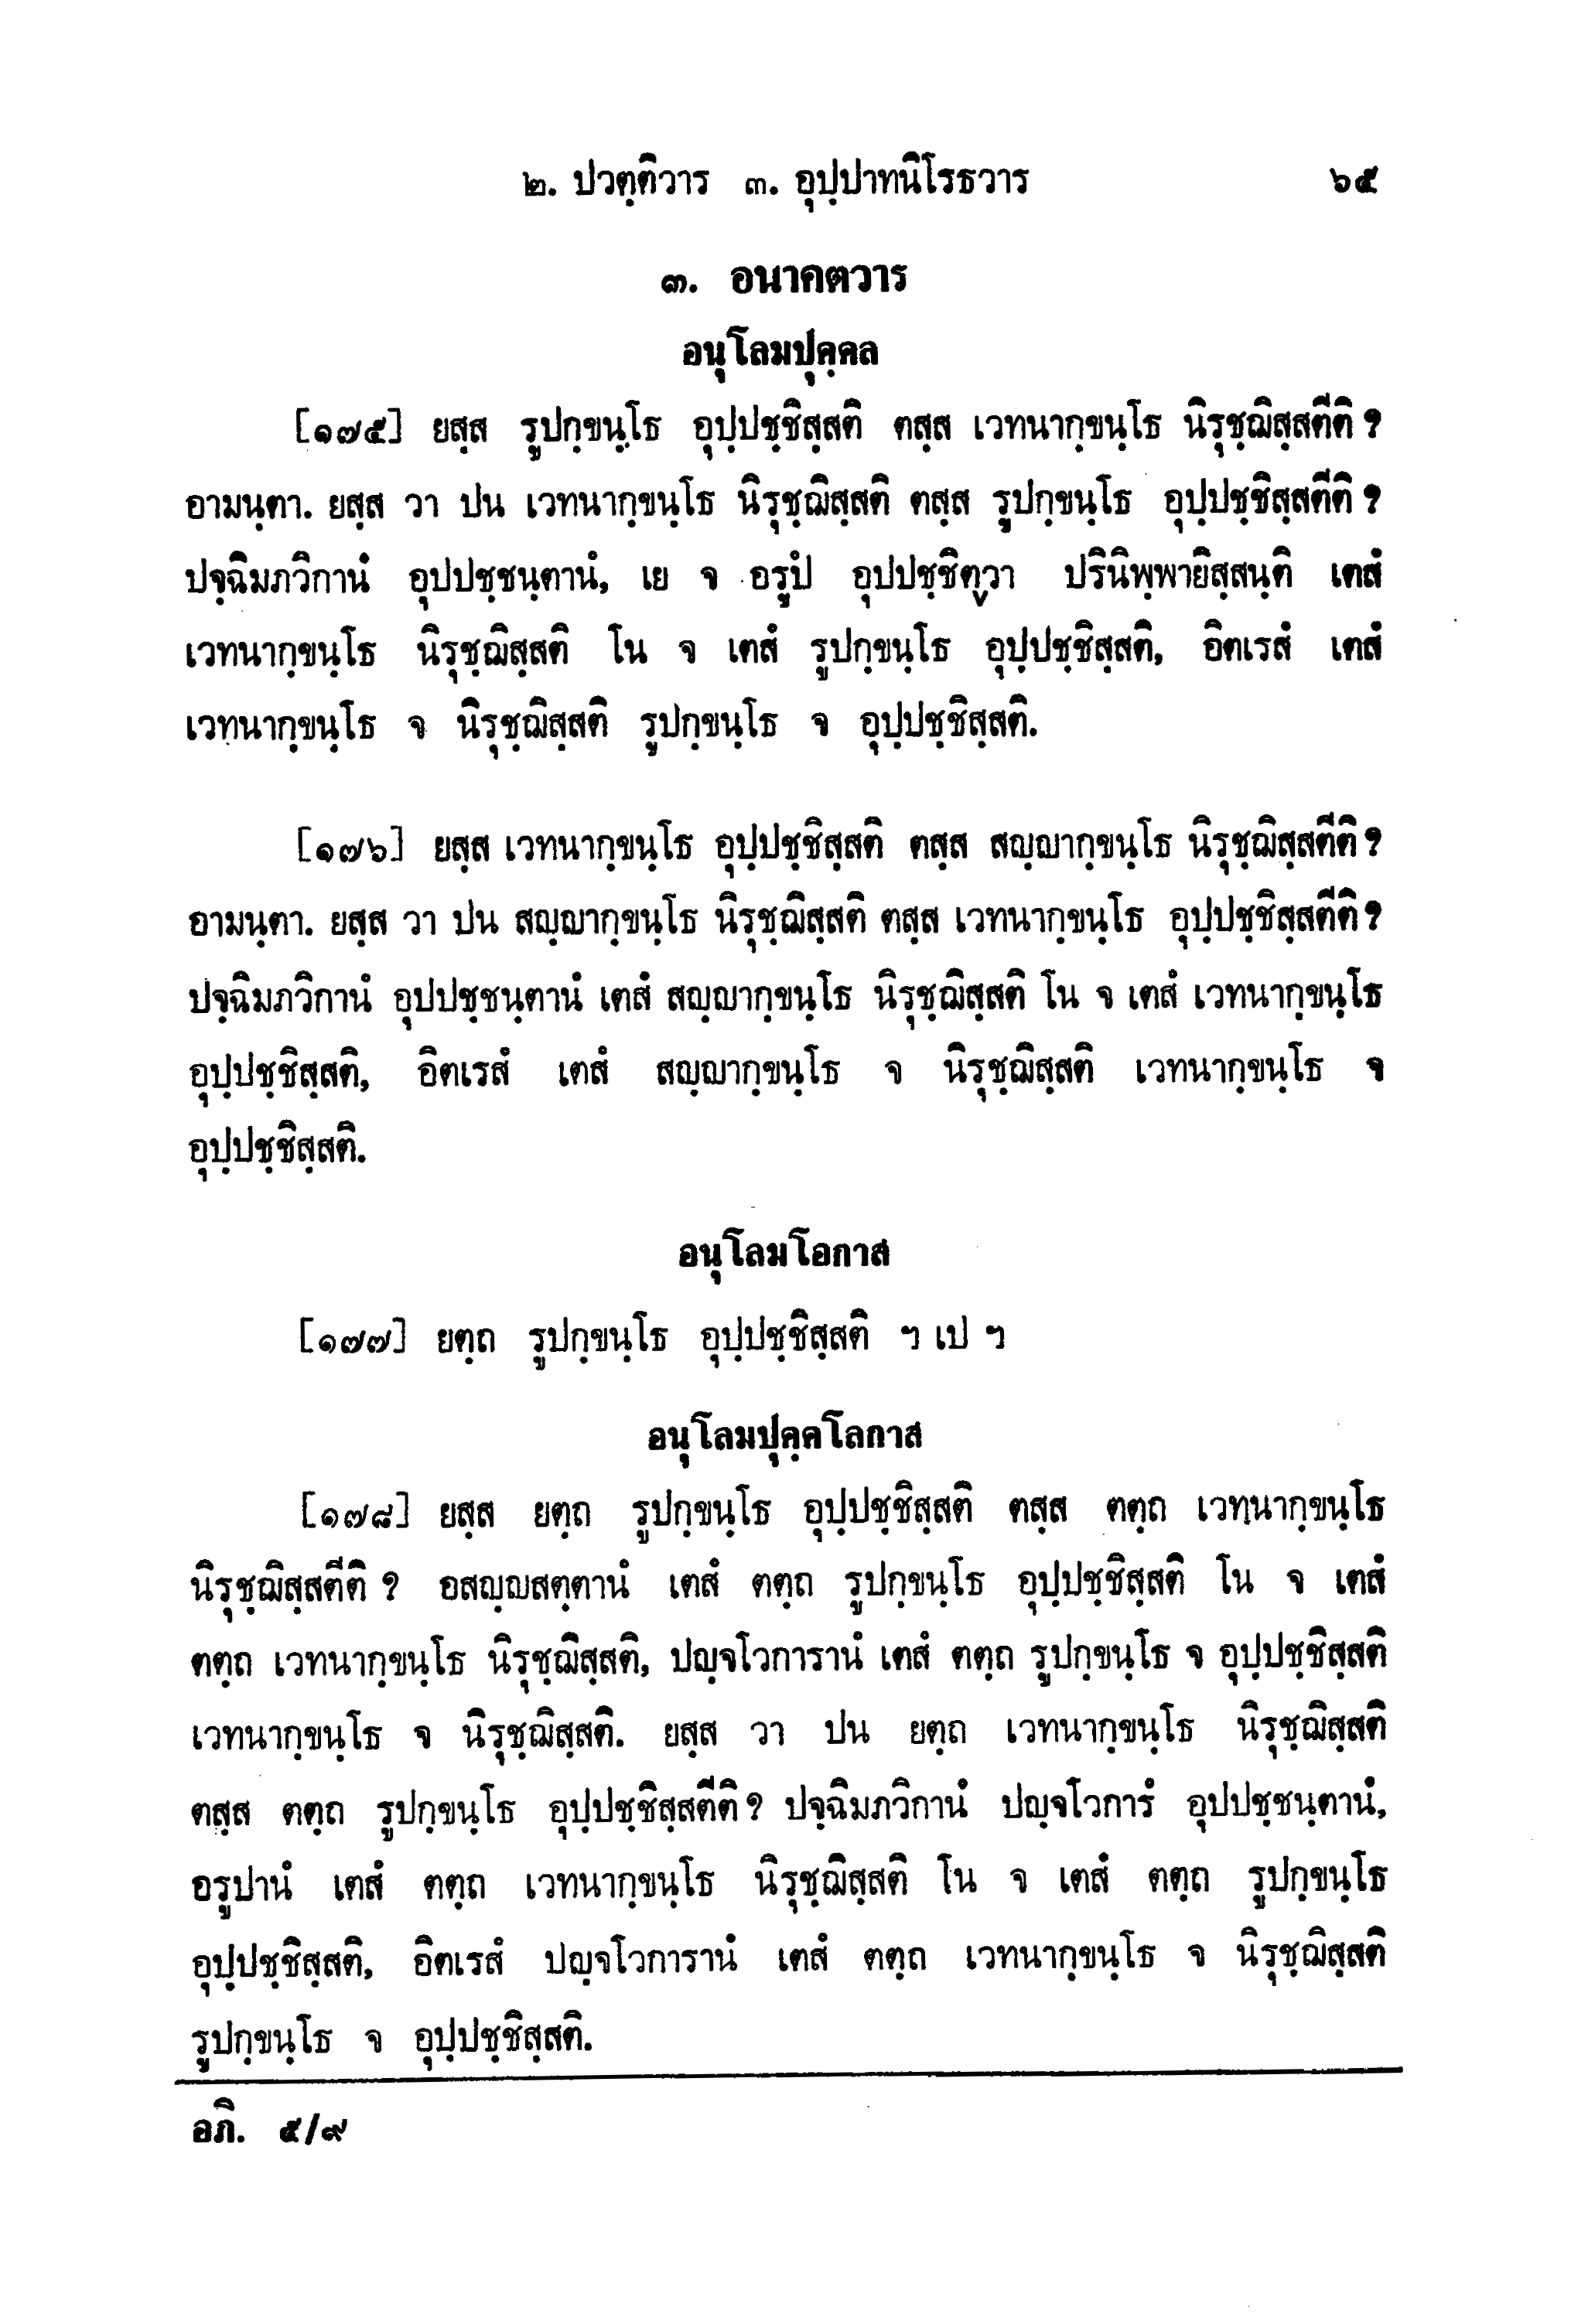 ๒. ปวตฺติวาร ๓. อุปฺปาทนิโรธวาร ๖๕
๓. อนาคตวาร
อนุโลมปุคฺคล
[๑๗๕] ยสฺส รูปกฺขนฺโธ อุปฺปชฺชิสฺสติ ตสฺส เวทนากฺขนฺโธ นิรุชฺฌิสฺสตีติ ?
อามนฺตา. ยสฺส วา ปน เวทนากฺขนฺโธ นิรุชฺฌิสฺสติ ตสฺส รูปกฺขนฺโธ อุปฺปชฺชิสฺสตีติ ?
ปจฺฉิมภวิกานํ อุปปชฺชนฺตานํ, เย จ อรูปํ อุปปชฺชิตฺวา ปรินิพฺพายิสฺสนฺติ เตสํ
เวทนากฺขนฺโธ นิรุชฺฌิสฺสติ โน จ เตสํ รูปกฺขนฺโธ อุปฺปชฺชิสฺสติ, อิตเรสํ เตสํ
เวทนากฺขนฺโธ จ นิรุชฺฌิสฺสติ รูปกฺขนฺโธ จ อุปฺปชฺชิสฺสติ.
[๑๗๖] ยสฺส เวทนากฺขนฺโธ อุปฺปชฺชิสฺสติ ตสฺส สญฺญากฺขนฺโธ นิรุชฺฌิสฺสตีติ ?
อามนฺตา. ยสฺส วา ปน สญฺญากฺขนฺโธ นิรุชฺฌิสฺสติ ตสฺส เวทนากฺขนฺโธ อุปฺปชฺชิสฺสตีติ ?
ปจฺฉิมภวิกานํ อุปปชฺชนฺตานํ เตสํ สญฺญากฺขนฺโธ นิรุชฺฌิสฺสติ โน จ เตสํ เวทนากฺขนฺโธ
อุปฺปชฺชิสฺสติ, อิตเรสํ เตสํ สญฺญากฺขนฺโธ จ นิรุชฺฌิสฺสติ เวทนากฺขนฺโธ จ
อุปฺปชฺชิสฺสติ.
อนุโลมโอกาส
[๑๗๗] ยตฺถ รูปกฺขนฺโธ อุปฺปชฺชิสฺสติ ฯ เป ฯ
อนุโลมปุคฺคโลกาส
[๑๗๘] ยสฺส ยตฺถ รูปกฺขนฺโธ อุปฺปชฺชิสฺสติ ตสฺส ตตฺถ เวทนากฺขนฺโธ
นิรุชฺฌิสฺสตีติ ? อสญฺญสตฺตานํ เตสํ ตตฺถ รูปกฺขนฺโธ อุปฺปชฺชิสฺสติ โน จ เตสํ
ตตฺถ เวทนากฺขนฺโธ นิรุชฺฌิสฺสติ, ปญฺจโวการานํ เตสํ ตตฺถ รูปกฺขนฺโธ จ อุปฺปชฺชิสฺสติ
เวทนากฺขนฺโธ จ นิรุชฺฌิสฺสติ. ยสฺส วา ปน ยตฺถ เวทนากฺขนฺโธ นิรุชฺฌิสฺสติ
ตสฺส ตตฺถ รูปกฺขนฺโธ อุปฺปชฺชิสฺสตีติ ? ปจฺฉิมภวิกานํ ปญฺจโวการํ อุปปชฺชนฺตานํ,
อรูปานํ เตสํ ตตฺถ เวทนากฺขนฺโธ นิรุชฺฌิสฺสติ โน จ เตสํ ตตฺถ รูปกฺขนฺโธ
อุปฺปชฺชิสฺสติ, อิตเรสํ ปญฺจโวการานํ เตสํ ตตฺถ เวทนากฺขนฺโธ จ นิรุชฺฌิสฺสติ
รูปกฺขนฺโธ จ อุปฺปชฺชิสฺสติ.
อภิ. ๕/๙